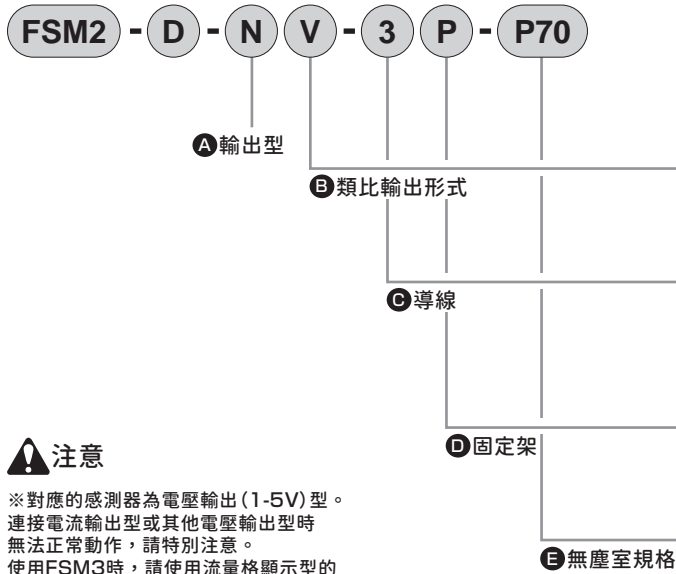 FSM2 - D - N V - 3 P - P70
A輸出型
B類比輸出形式
C導線
D固定架
注意
※對應的感測器為電壓輸出(1-5V)型。
連接電流輸出型或其他電壓輸出型時
無法正常動作，請特別注意。
使用FSM3時，請使用流量格顯示型的
E無塵室規格